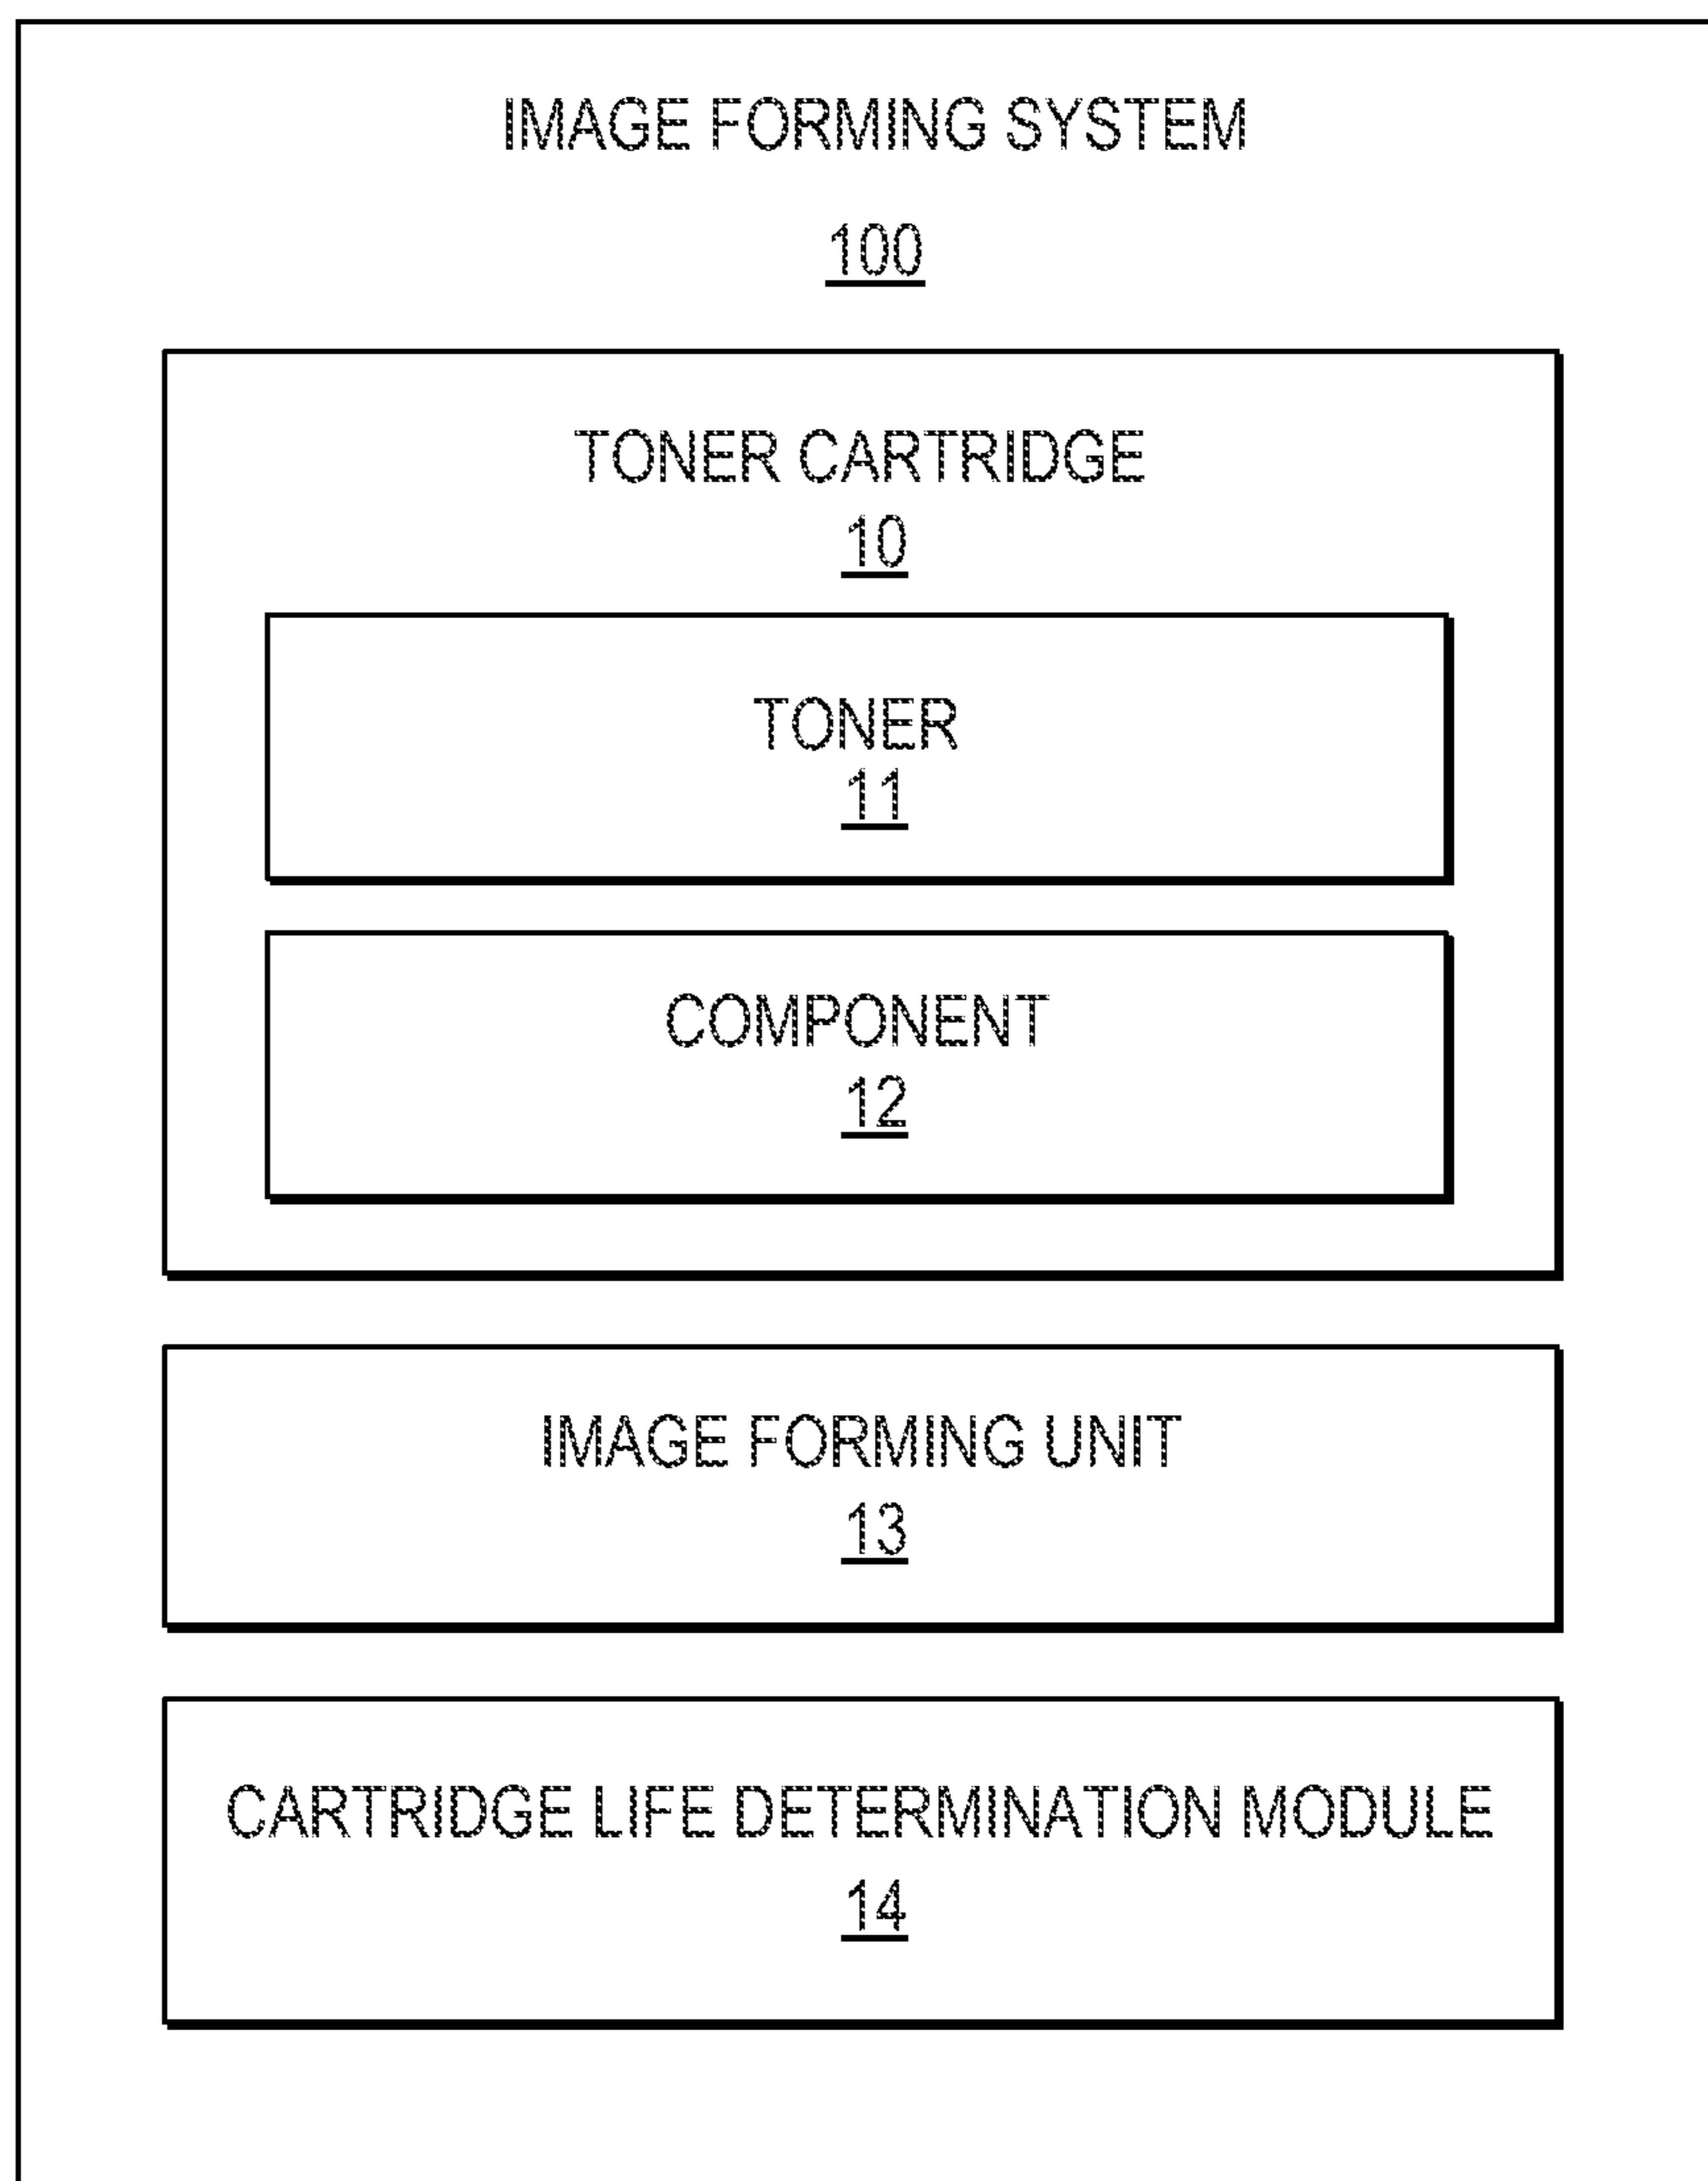 IMAGE FORMING SYSTEM
100
TONER CARTRIDGE
10
TONER
11
COMPONENT
12
IMAGE FORMING UNIT
13
CARTRIDGE LIFE DETERMINATION MODULE
14